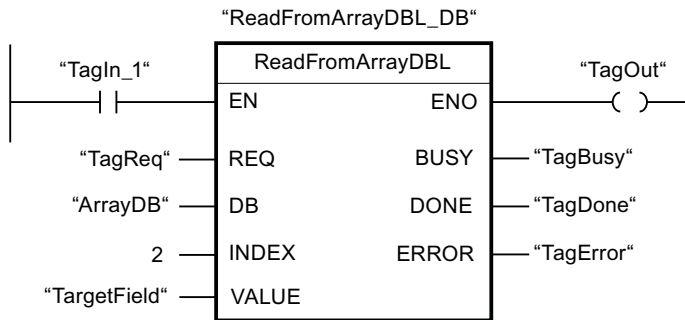 “ReadFromArrayDBL_DB“
ReadFromArrayDBL
“TagIn_1“
“TagOut“
EN
ENO
“TagReq“
REQ
BUSY
“TagBusy“
“ArrayDB“
DB
DONE
“TagDone“
2
INDEX
ERROR
“TagError“
“TargetField“
VALUE